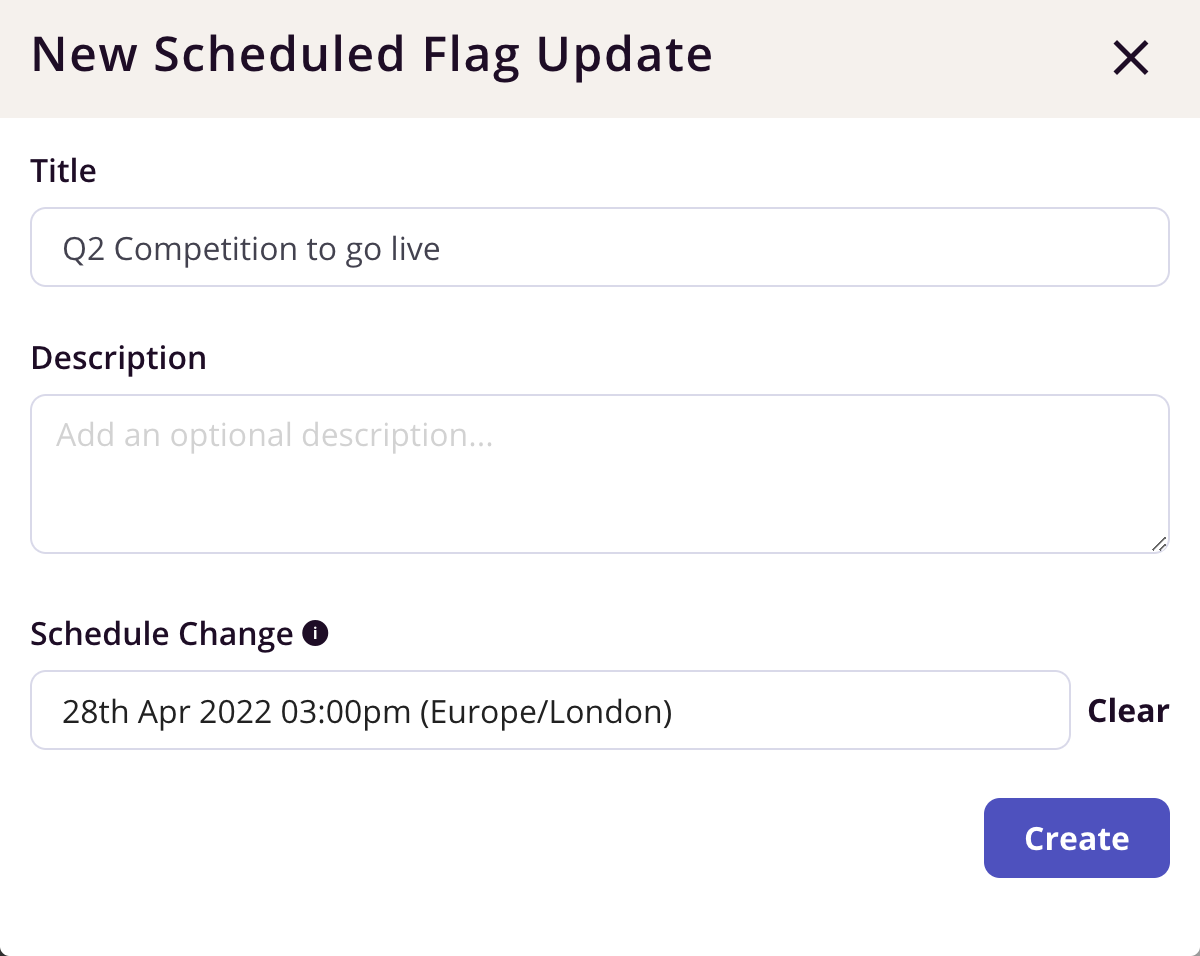 New Scheduled Flag Update
Title
Q2 Competition to go live
Description
Add an optional description...
Schedule Change
28th Apr 2022 03:00pm (Europe/London)
Clear
Create